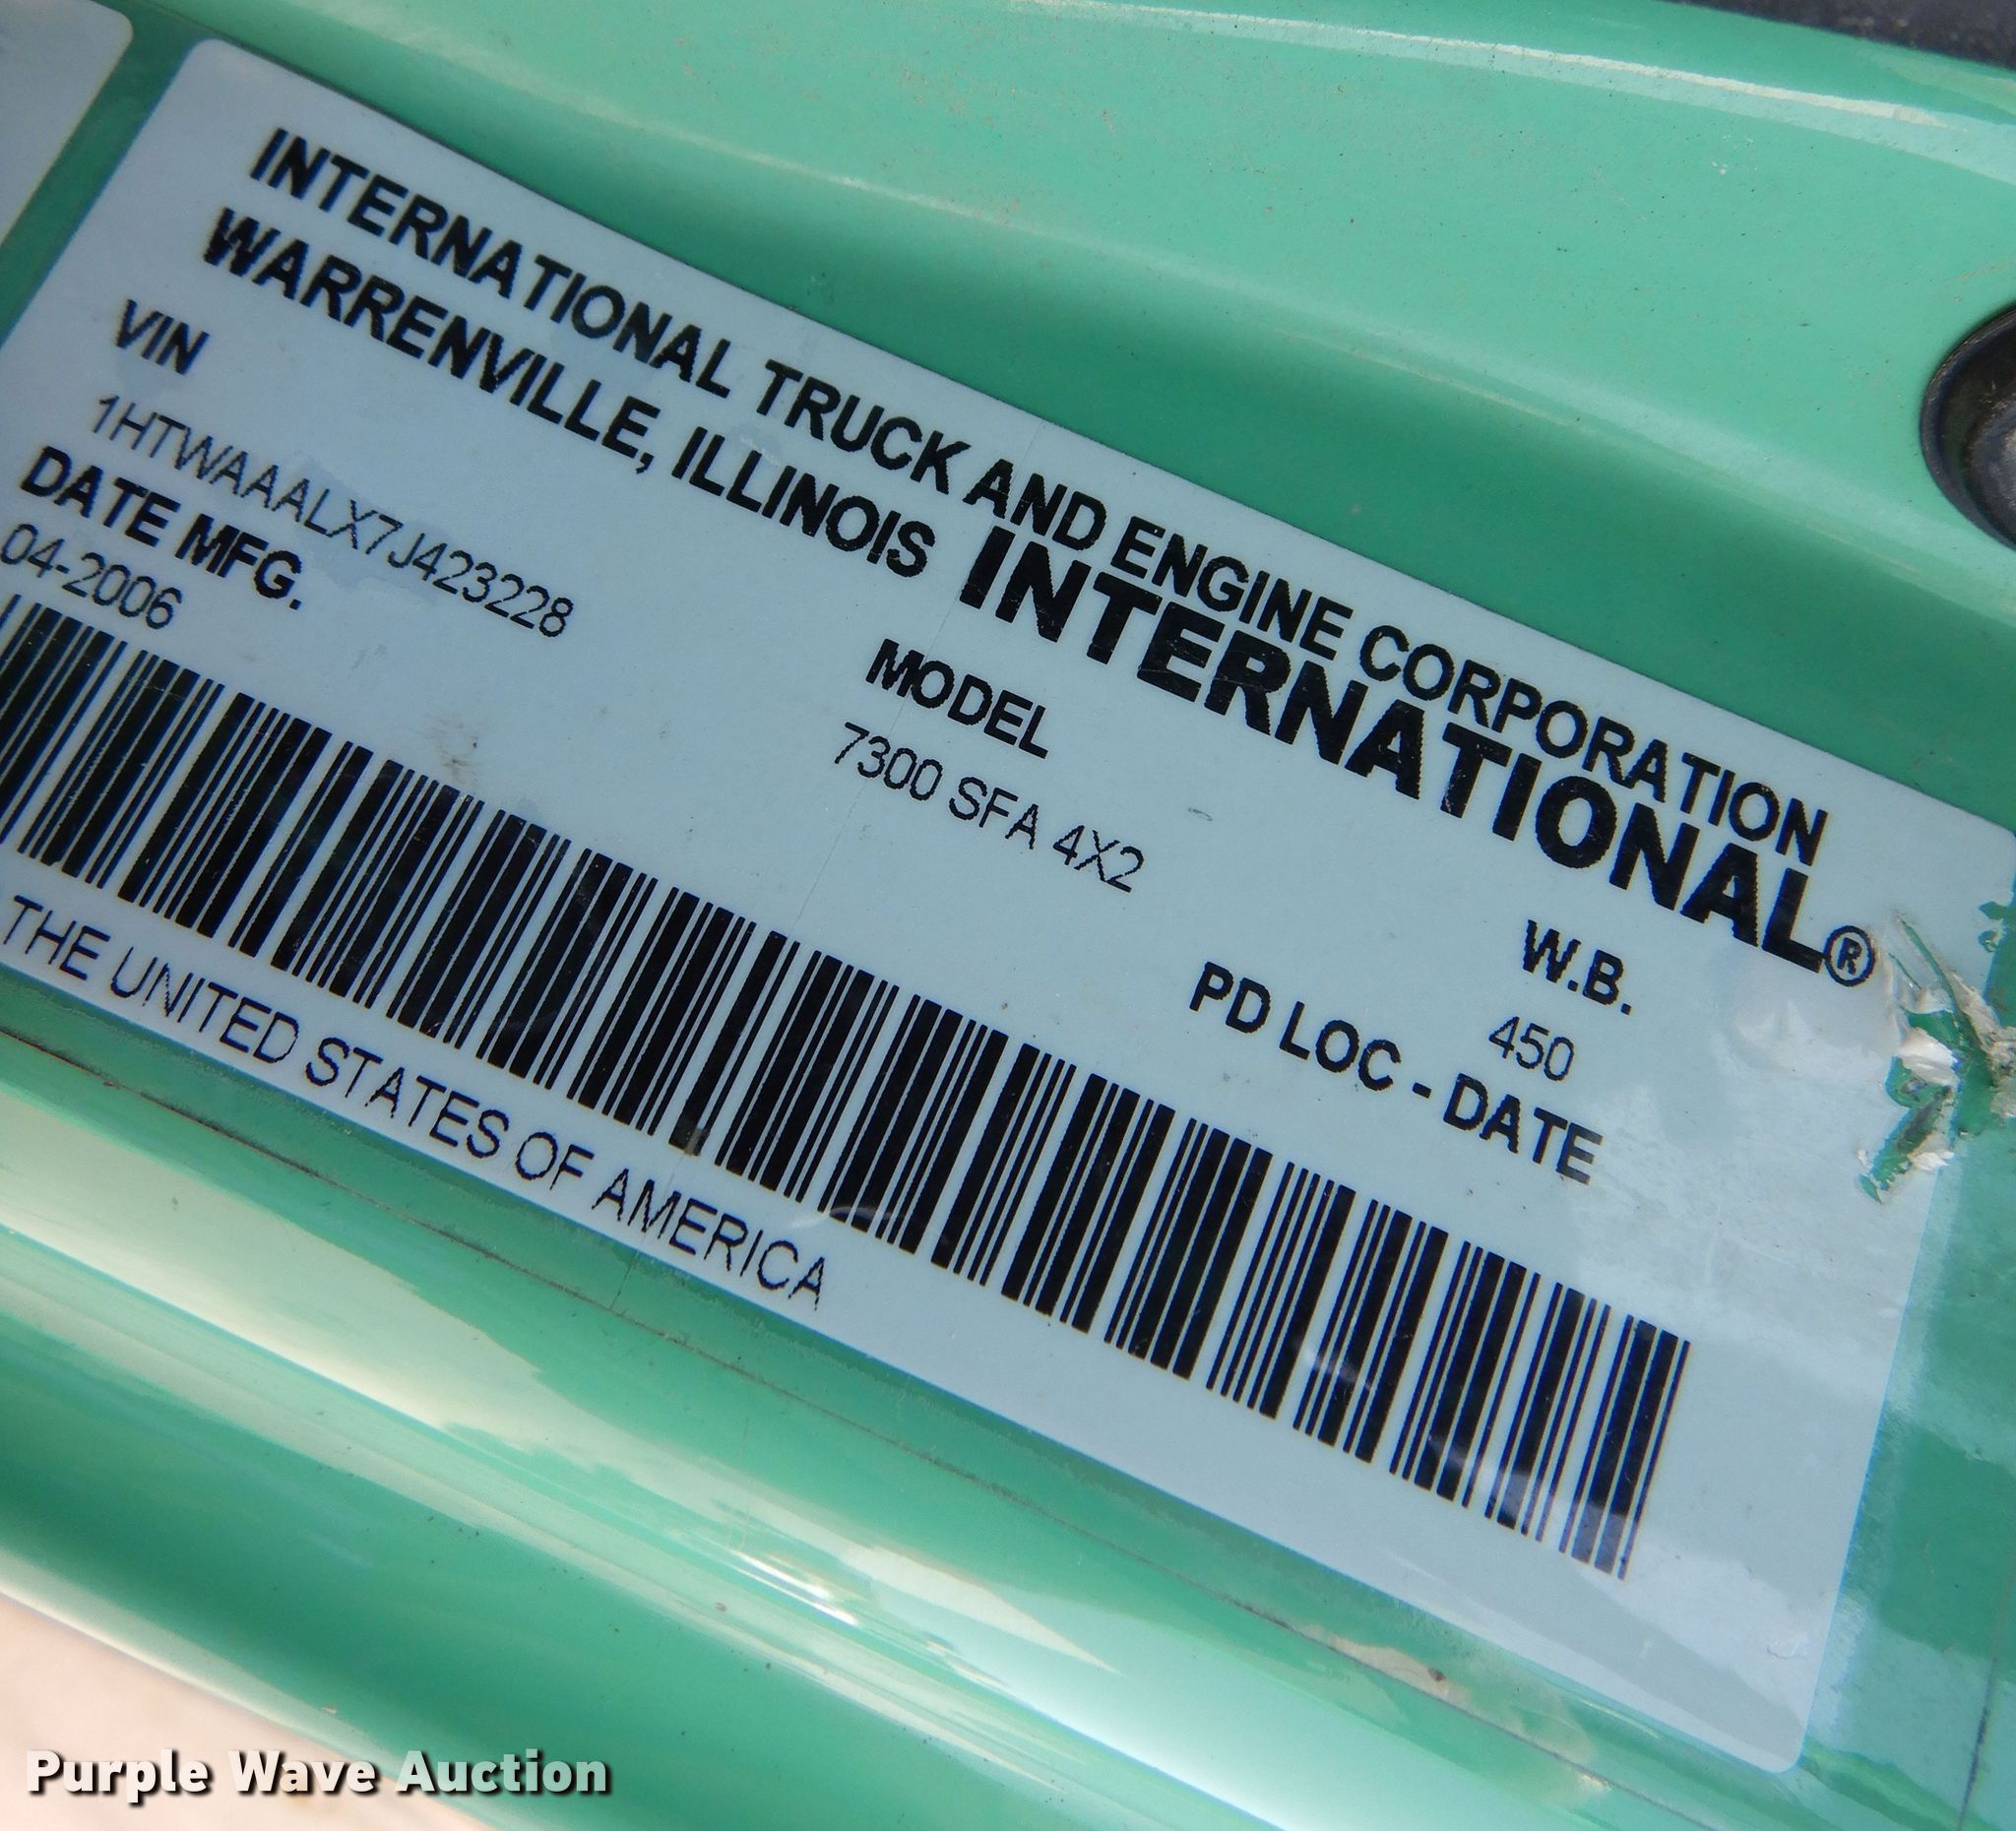 INTERNATIONAL TRUCK AND ENGINE CORPORATION
WARRENVILLE, ILLINOIS INTERNATIONAL®
VIN MODEL W.B.
1HTWAAALX7J423228 7300 SFA 4X2 450
DATE MFG. PD LOC - DATE
04-2006
THE UNITED STATES OF AMERICA
Purple Wave Auction